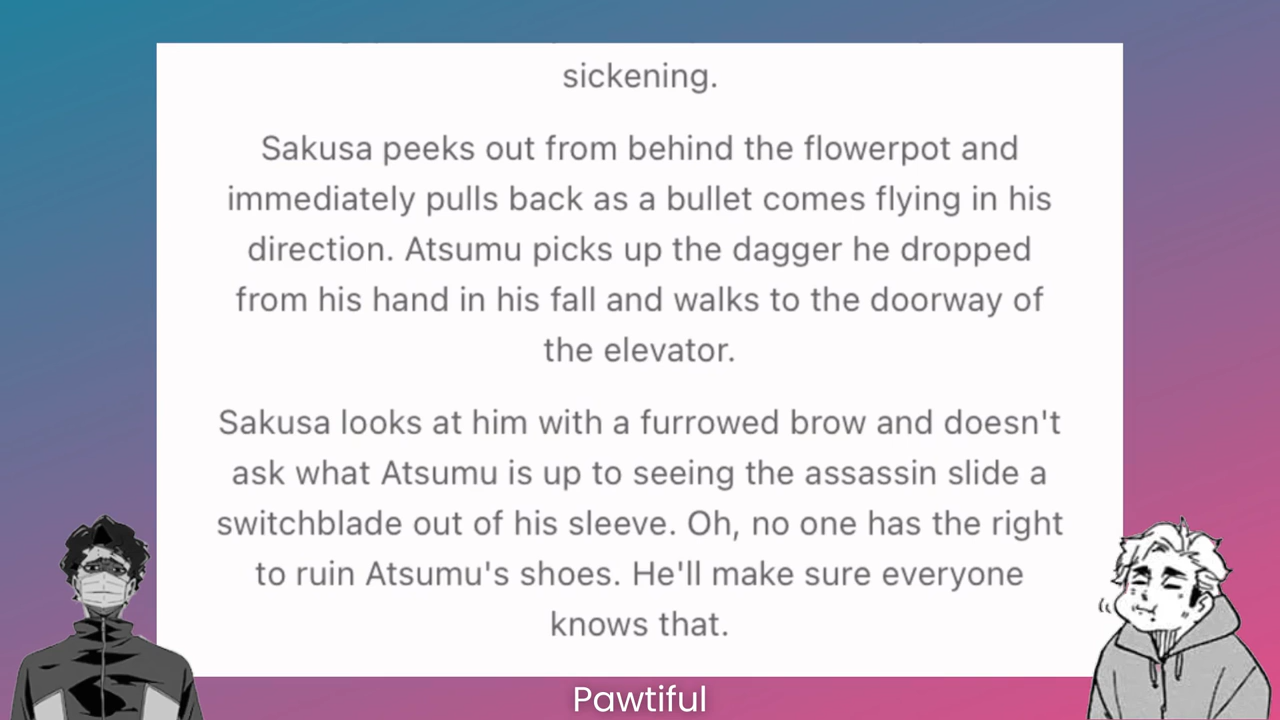 sickening.
Sakusa peeks out from behind the flowerpot and
immediately pulls back as a bullet comes flying in his
direction. Atsumu picks up the dagger he dropped
from his hand in his fall and walks to the doorway of
the elevator.
Sakusa looks at him with a furrowed brow and doesn't
ask what Atsumu is up to seeing the assassin slide a
switchblade out of his sleeve. Oh, no one has the right
to ruin Atsumu's shoes. He'll make sure everyone
knows that.
Pawtiful